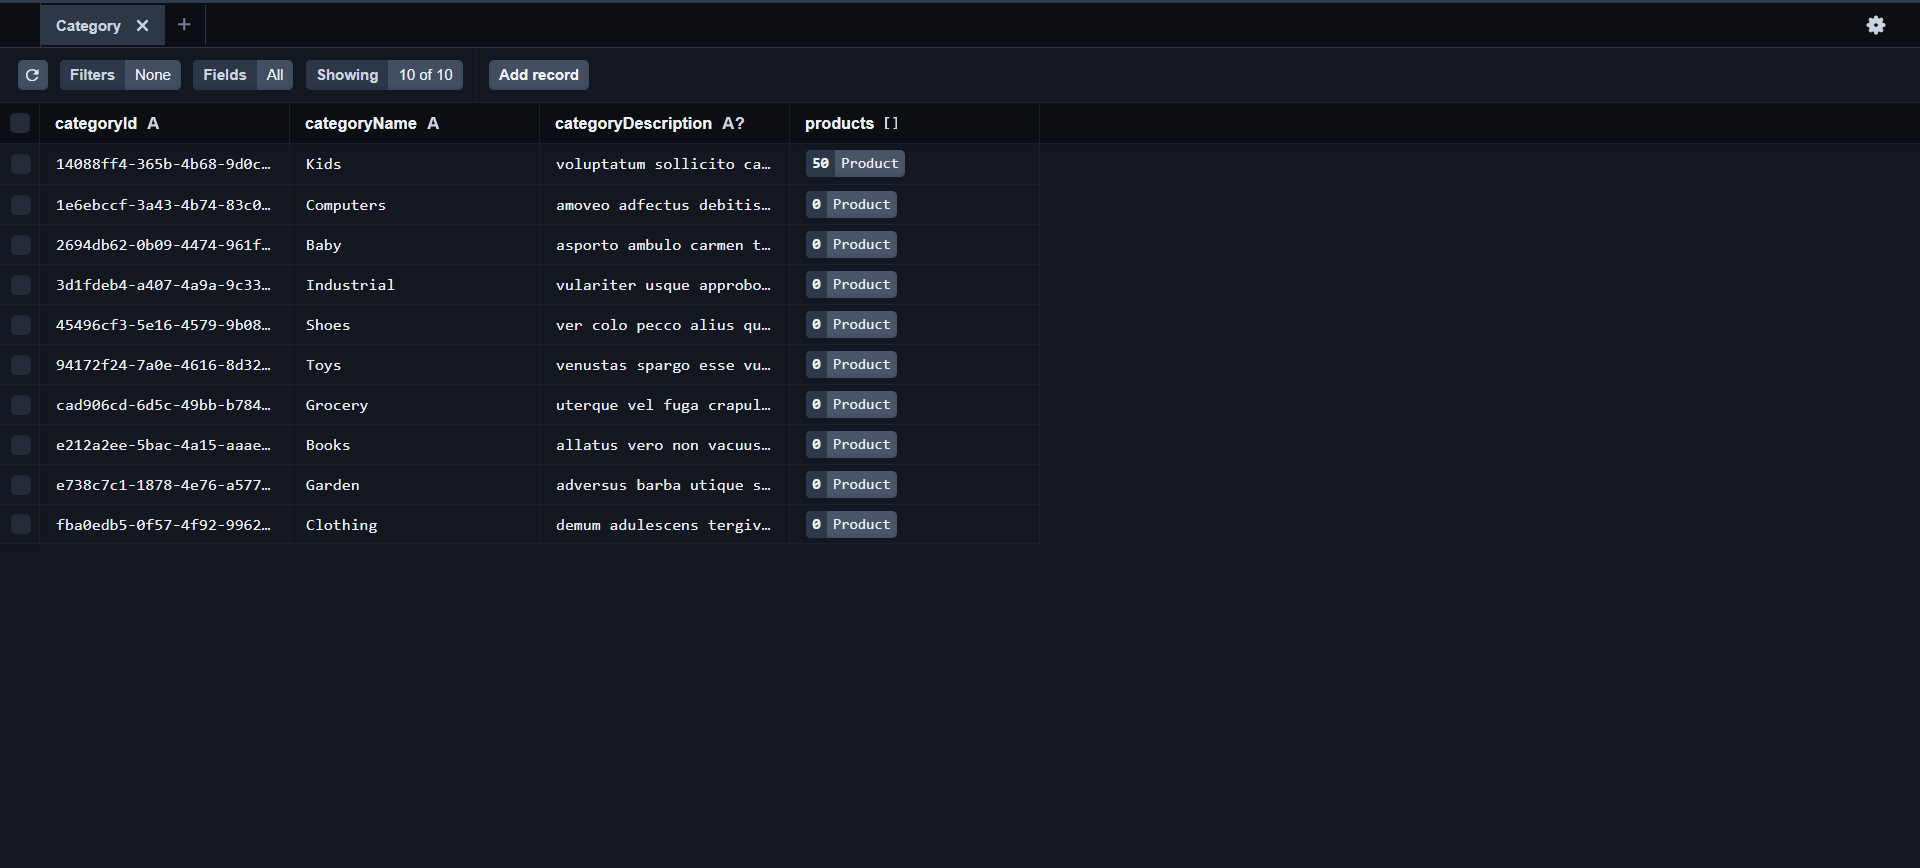 Category
Filters None Fields All Showing 10 of 10 Add record
categoryId A categoryName A categoryDescription A? products []
14088ff4-365b-4b68-9d0c… Kids voluptatum sollicito ca… 50 Product
1e6ebccf-3a43-4b74-83c0… Computers amoveo adfectus debitis… 0 Product
2694db62-0b09-4474-961f… Baby asporto ambulo carmen t… 0 Product
3d1fdeb4-a407-4a9a-9c33… Industrial vulariter usque approbo… 0 Product
45496cf3-5e16-4579-9b08… Shoes ver colo pecco alius qu… 0 Product
94172f24-7a0e-4616-8d32… Toys venustas spargo esse vu… 0 Product
cad906cd-6d5c-49bb-b784… Grocery uterque vel fuga crapul… 0 Product
e212a2ee-5bac-4a15-aaae… Books allatus vero non vacuus… 0 Product
e738c7c1-1878-4e76-a577… Garden adversus barba utique s… 0 Product
fba0edb5-0f57-4f92-9962… Clothing demum adulescens tergiv… 0 Product